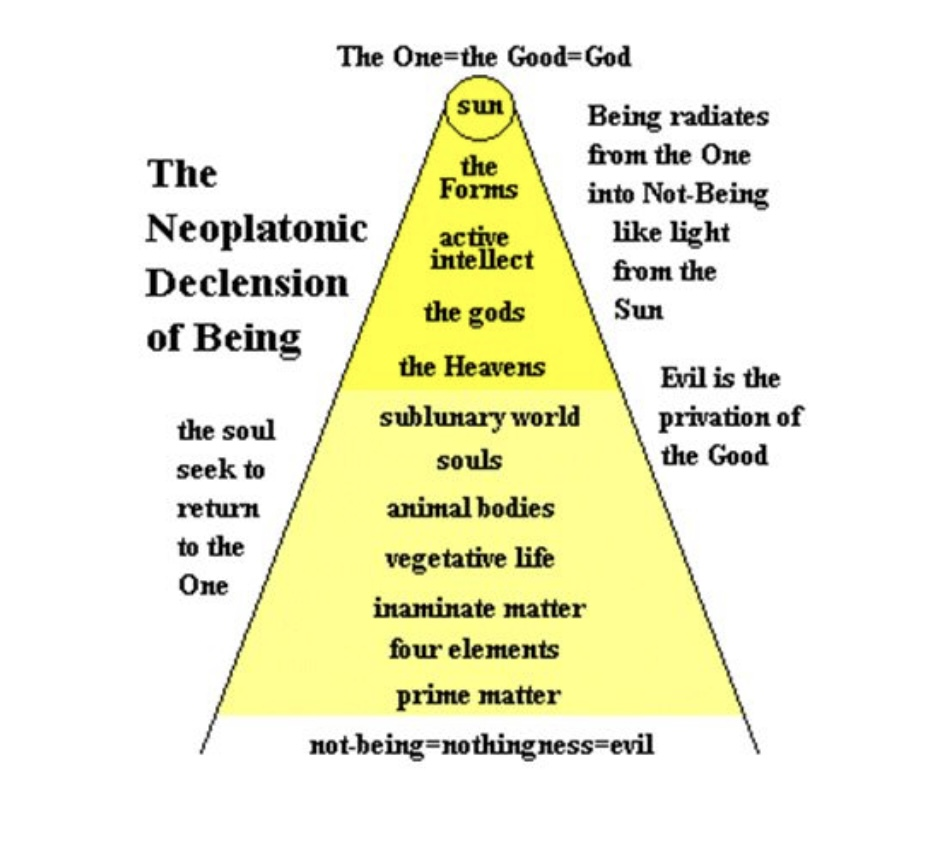 The One=the Good=God
sun
The
Neoplatonic
Declension
of Being
the
Forms
active
intellect
the gods
the Heavens
Being radiates
from the One
into Not-Being
like light
from the
Sun
Evil is the
privation of
the Good
the soul
seek to
return
to the
One
sublunary world
souls
animal bodies
vegetative life
inaminate matter
four elements
prime matter
not-being=nothingness=evil